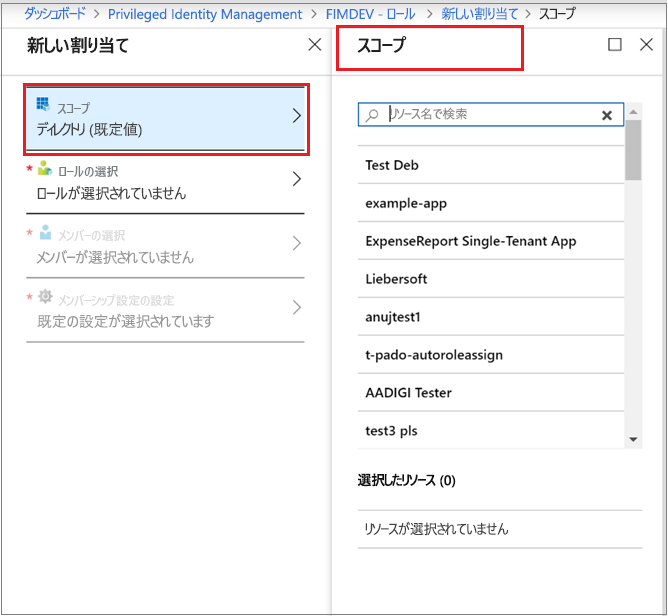 ダッシュボード > Privileged Identity Management > FIMDEV - ロール > 新しい割り当て > スコープ
新しい割り当て
スコープ
ディレクトリ (既定値)
* ロールの選択
ロールが選択されていません
* メンバーの選択
メンバーが選択されていません
* メンバーシップ設定の設定
既定の設定が選択されています
スコープ
リソース名で検索
Test Deb
example-app
ExpenseReport Single-Tenant App
Liebersoft
anujtest1
t-pado-autoroleassign
AADIGI Tester
test3 pls
選択したリソース (0)
リソースが選択されていません